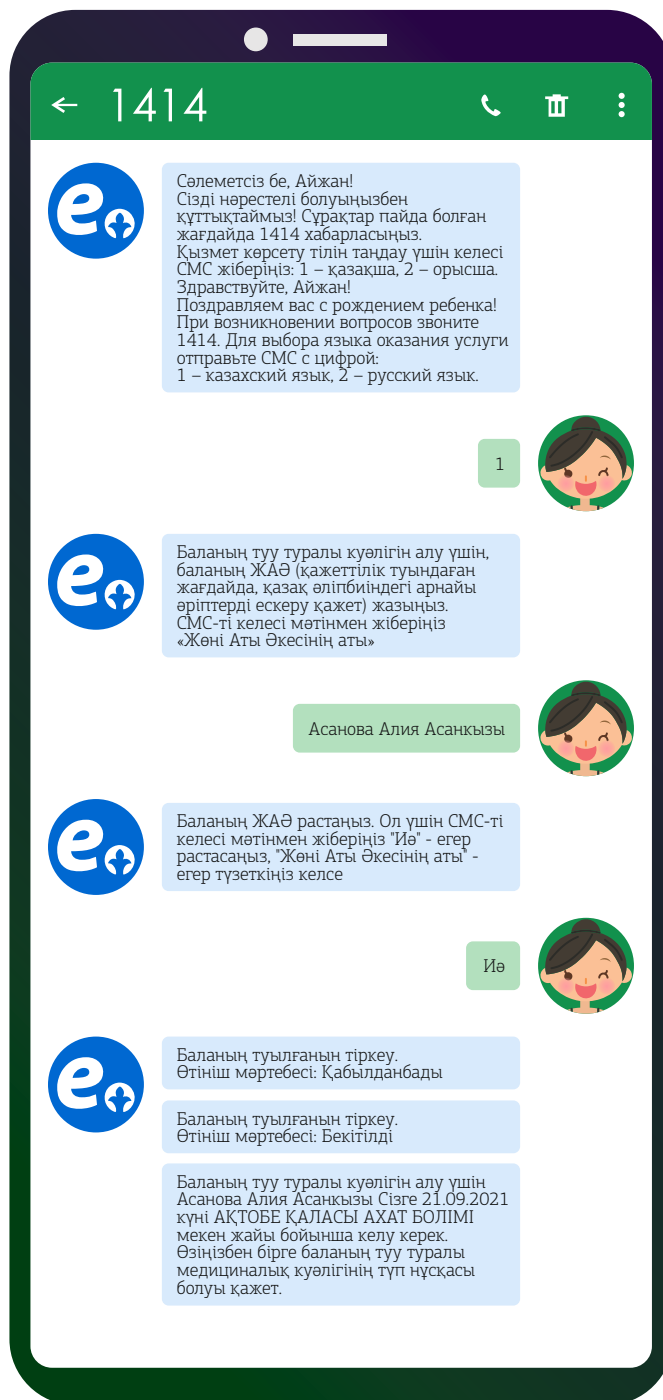 1414
Сәлеметсіз бе, Айжан!
Сізді нәрестелі болуыңызбен
құттықтаймыз! Сұрақтар пайда болған
жағдайда 1414 хабарласыңыз.
Қызмет көрсету тілін таңдау үшін келесі
СМС жіберіңіз: 1 – қазақша, 2 – орысша.
Здравствуйте, Айжан!
Поздравляем вас с рождением ребенка!
При возникновении вопросов звоните
1414. Для выбора языка оказания услуги
отправьте СМС с цифрой:
1 – казахский язык, 2 – русский язык.
1
Баланың туу туралы куәлігін алу үшін,
баланың ЖАӘ (қажеттілік туындаған
жағдайда, қазақ әліпбиіндегі арнайы
әріптерді ескеру қажет) жазыңыз.
СМС-ті келесі мәтінмен жіберіңіз
«Жөні Аты Әкесінің аты»
Асанова Алия Асанкызы
Баланың ЖАӘ растаңыз. Ол үшін СМС-ті
келесі мәтінмен жіберіңіз "Иә" - егер
растасаңыз, "Жөні Аты Әкесінің аты" -
егер түзеткіңіз келсе
Иә
Баланың туылғанын тіркеу.
Өтініш мәртебесі: Қабылданбады
Баланың туылғанын тіркеу.
Өтініш мәртебесі: Бекітілді
Баланың туу туралы куәлігін алу үшін
Асанова Алия Асанкызы Сізге 21.09.2021
күні АҚТОБЕ ҚАЛАСЫ АХАТ БОЛІМІ
мекен жайы бойынша келу керек.
Өзіңізбен бірге баланың туу туралы
медициналық куәлігінің түп нұсқасы
болуы қажет.